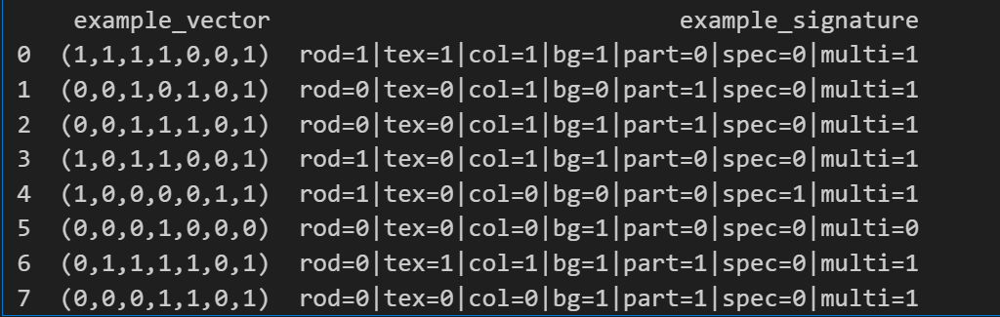 example_vector example_signature
0 (1,1,1,1,0,0,1) rod=1|tex=1|col=1|bg=1|part=0|spec=0|multi=1
1 (0,0,1,0,1,0,1) rod=0|tex=0|col=1|bg=0|part=1|spec=0|multi=1
2 (0,0,1,1,1,0,1) rod=0|tex=0|col=1|bg=1|part=1|spec=0|multi=1
3 (1,0,1,1,0,0,1) rod=1|tex=0|col=1|bg=1|part=0|spec=0|multi=1
4 (1,0,0,0,0,1,1) rod=1|tex=0|col=0|bg=0|part=0|spec=1|multi=1
5 (0,0,0,1,0,0,0) rod=0|tex=0|col=0|bg=1|part=0|spec=0|multi=0
6 (0,1,1,1,1,0,1) rod=0|tex=1|col=1|bg=1|part=1|spec=0|multi=1
7 (0,0,0,1,1,0,1) rod=0|tex=0|col=0|bg=1|part=1|spec=0|multi=1